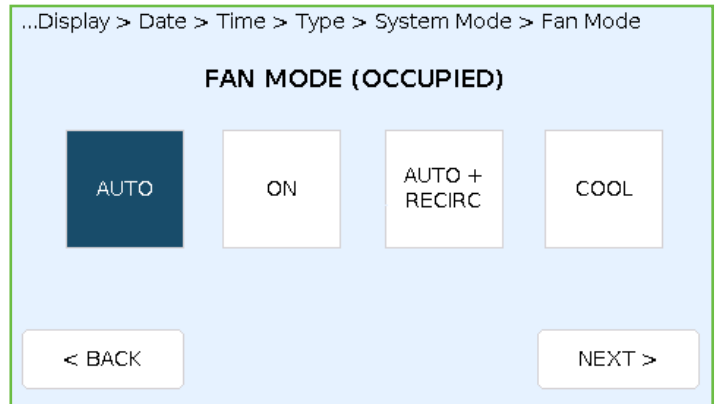 ...Display > Date > Time > Type > System Mode > Fan Mode
FAN MODE (OCCUPIED)
AUTO
ON
AUTO +
RECIRC
COOL
< BACK
NEXT >